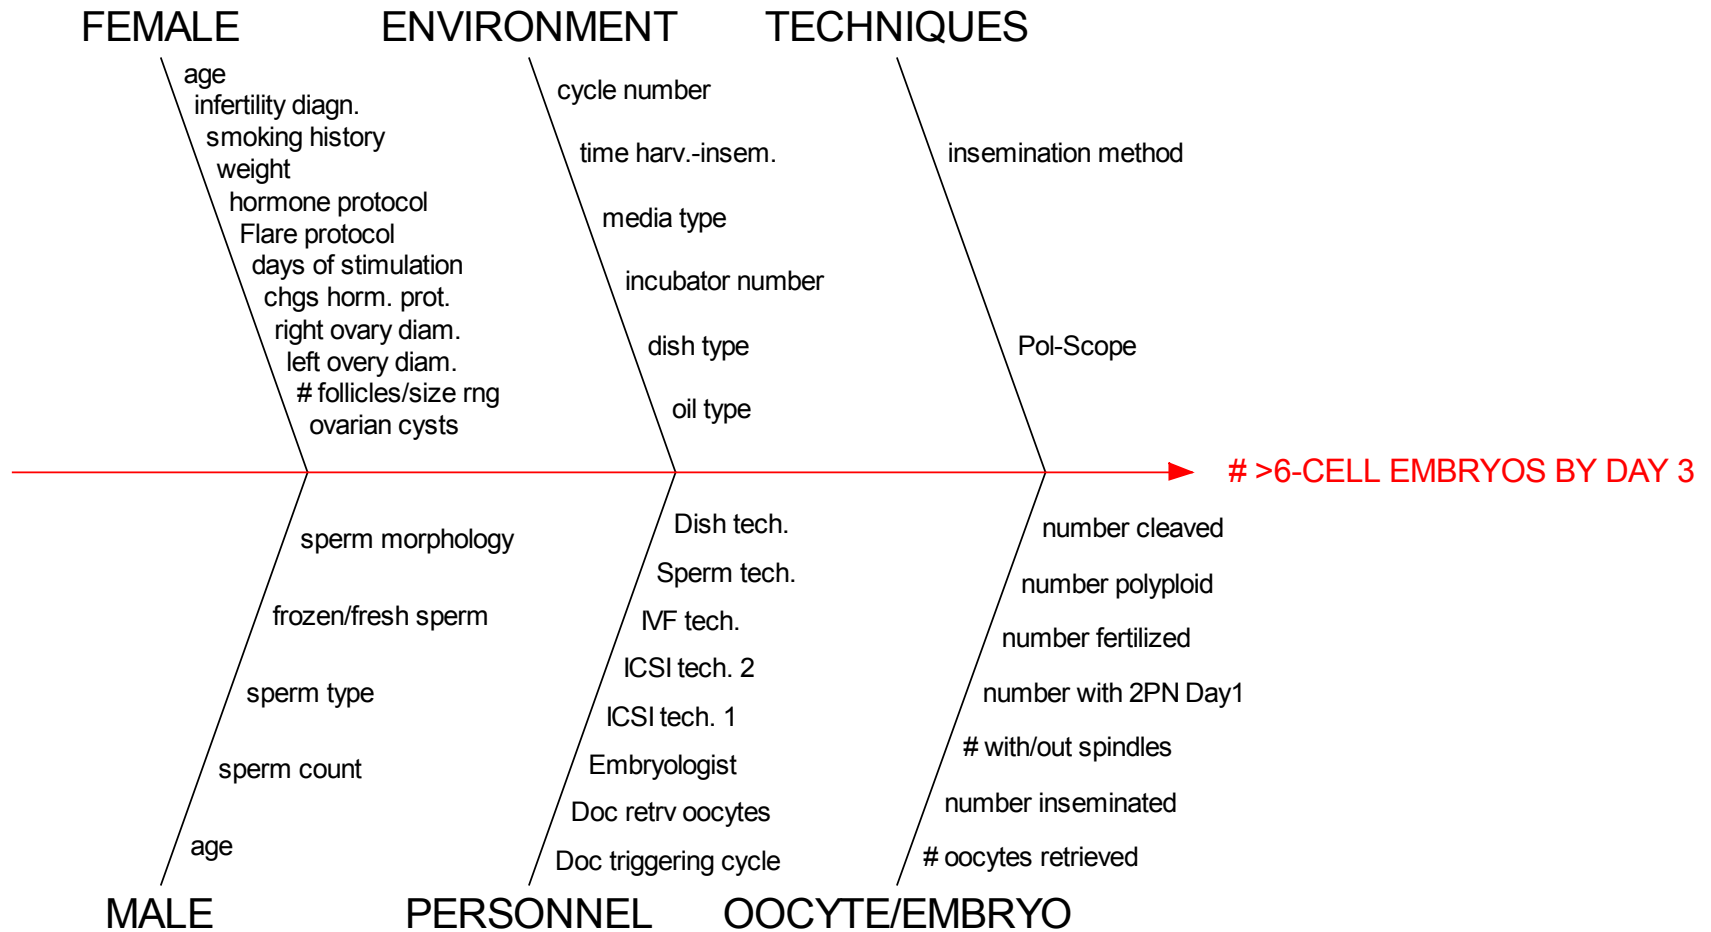 FEMALE
age
infertility diagn.
smoking history
weight
hormone protocol
Flare protocol
days of stimulation
chgs horm. prot.
right ovary diam.
left overy diam.
# follicles/size rng
ovarian cysts
ENVIRONMENT
cycle number
time harv.-insem.
media type
incubator number
dish type
oil type
TECHNIQUES
insemination method
Pol-Scope
# >6-CELL EMBRYOS BY DAY 3
sperm morphology
frozen/fresh sperm
sperm type
sperm count
age
MALE
Dish tech.
Sperm tech.
IVF tech.
ICSI tech. 2
ICSI tech. 1
Embryologist
Doc retrv oocytes
Doc triggering cycle
PERSONNEL
number cleaved
number polyploid
number fertilized
number with 2PN Day1
# with/out spindles
number inseminated
# oocytes retrieved
OOCYTE/EMBRYO